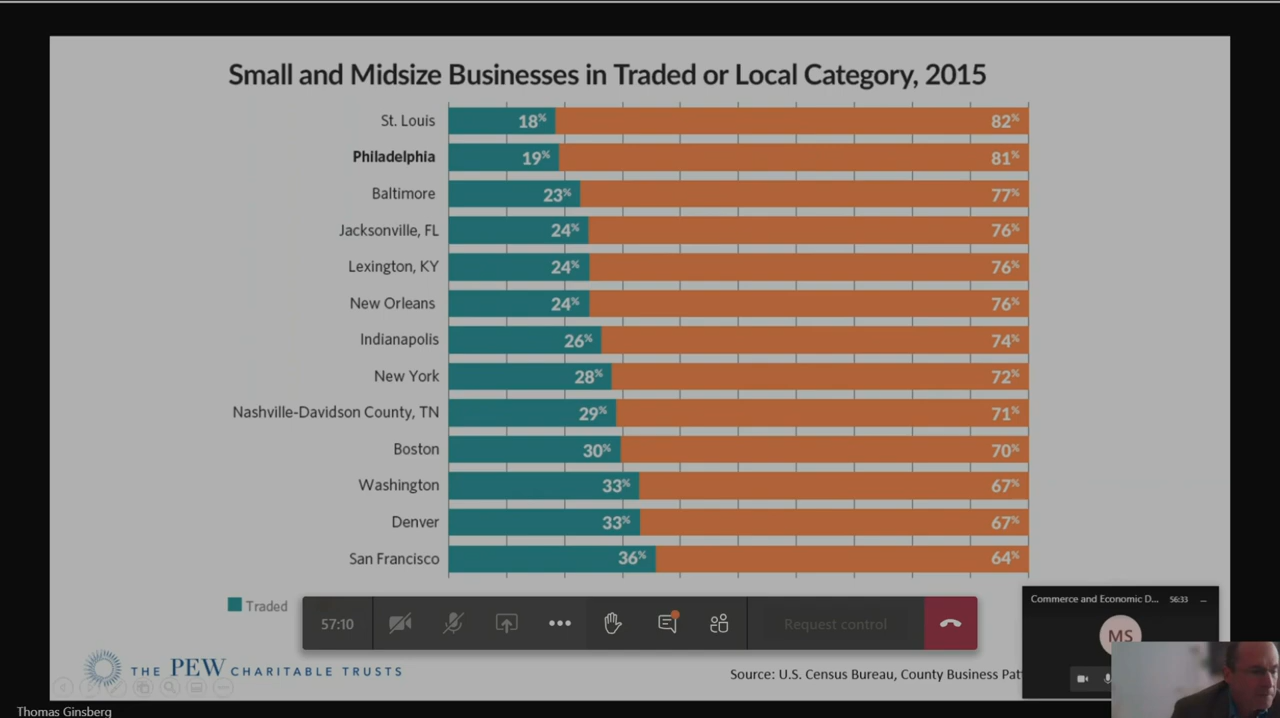 Small and Midsize Businesses in Traded or Local Category, 2015
St. Louis 18% 82%
Philadelphia 19% 81%
Baltimore 23% 77%
Jacksonville, FL 24% 76%
Lexington, KY 24% 76%
New Orleans 24% 76%
Indianapolis 26% 74%
New York 28% 72%
Nashville-Davidson County, TN 29% 71%
Boston 30% 70%
Washington 33% 67%
Denver 33% 67%
San Francisco 36% 64%
Traded
57:10
Request control
Commerce and Economic D... 56:33
MS
THE PEW CHARITABLE TRUSTS
Source: U.S. Census Bureau, County Business
Thomas Ginsberg